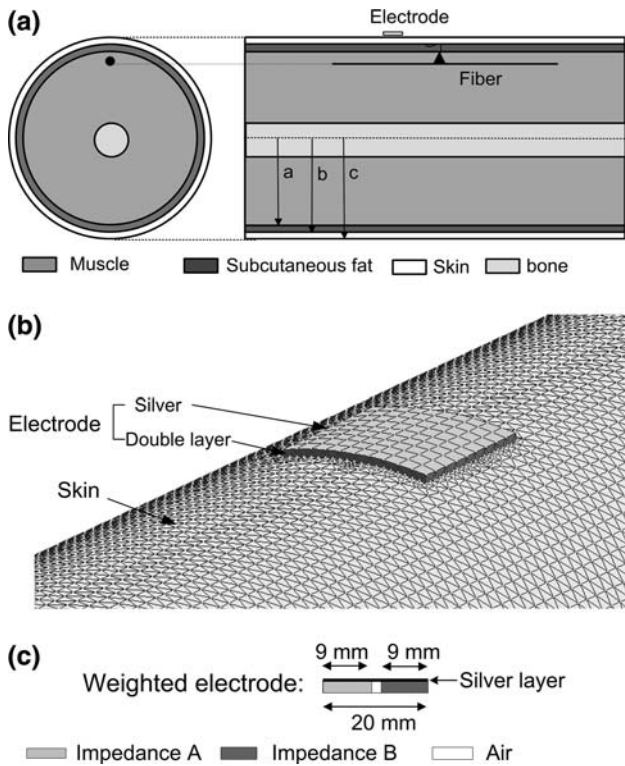 (a)
Electrode
Fiber
a
b
c
Muscle
Subcutaneous fat
Skin
bone
(b)
Silver
Electrode
Double layer
Skin
(c)
9 mm 9 mm
Weighted electrode:
Silver layer
20 mm
Impedance A
Impedance B
Air